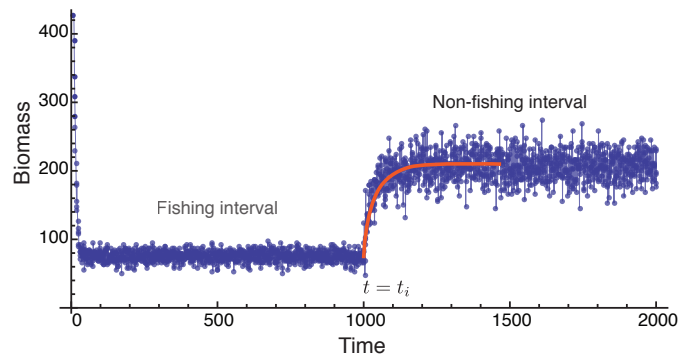 400
300
200
100
Biomass
Non-fishing interval
Fishing interval
t = t_i
0
500
1000
1500
2000
Time